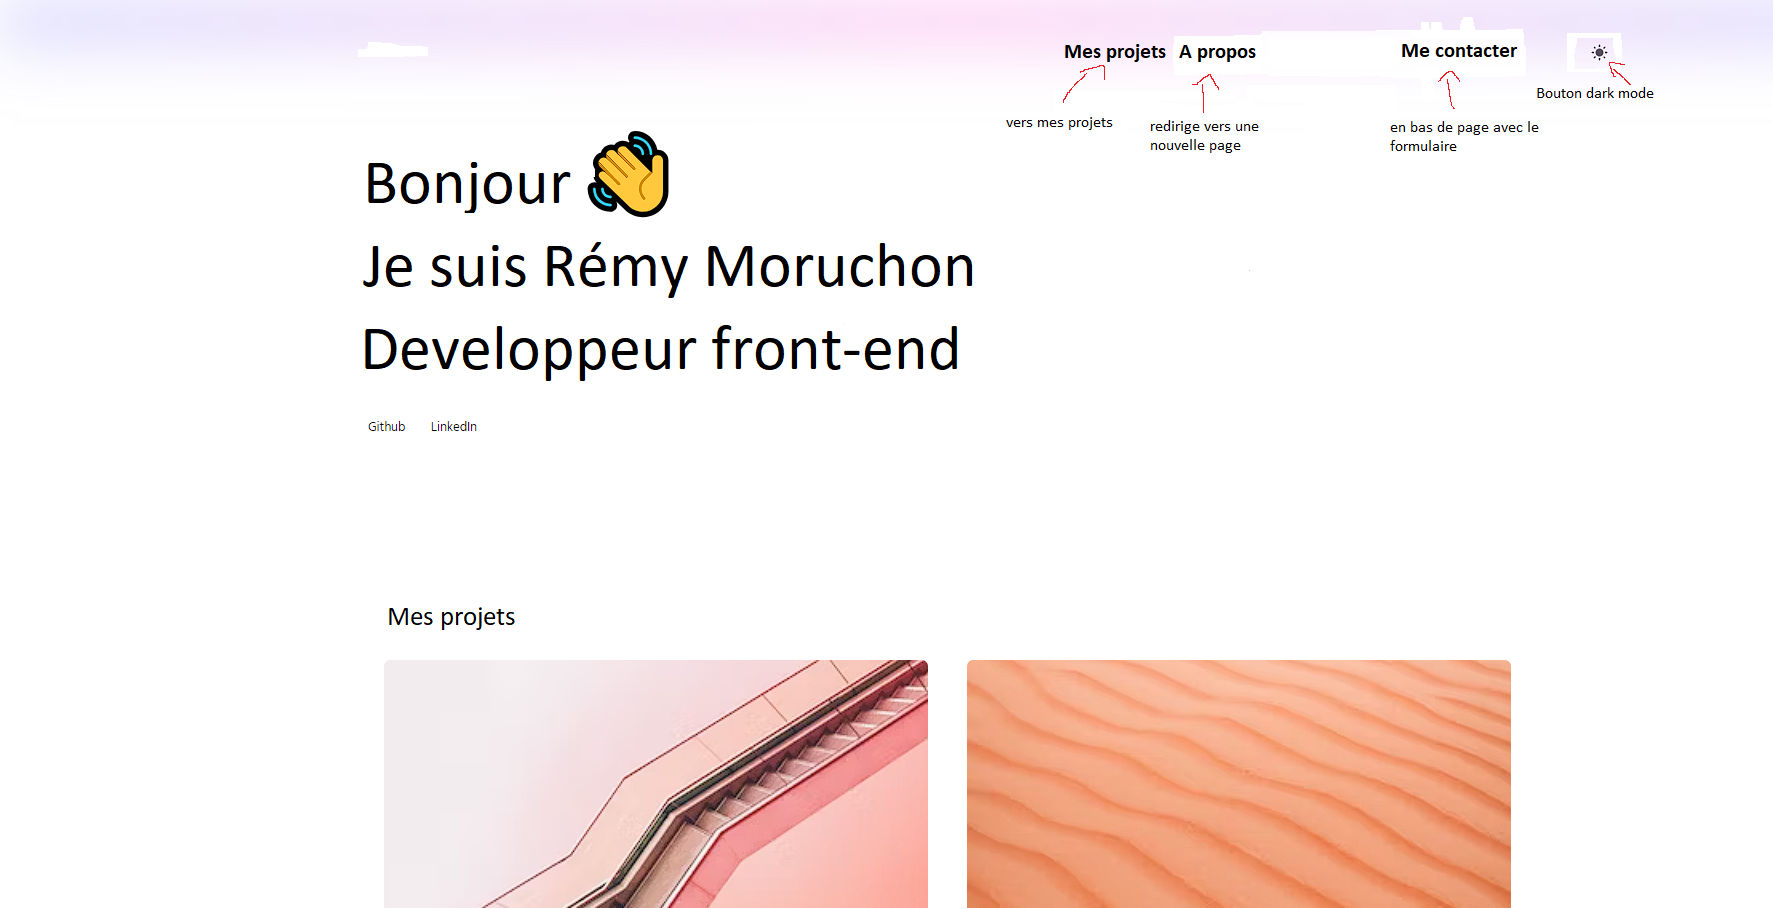 Mes projets A propos Me contacter
Bouton dark mode
vers mes projets
redirige vers une
nouvelle page
en bas de page avec le
formulaire
Bonjour
Je suis Rémy Moruchon
Developpeur front-end
Github LinkedIn
Mes projets